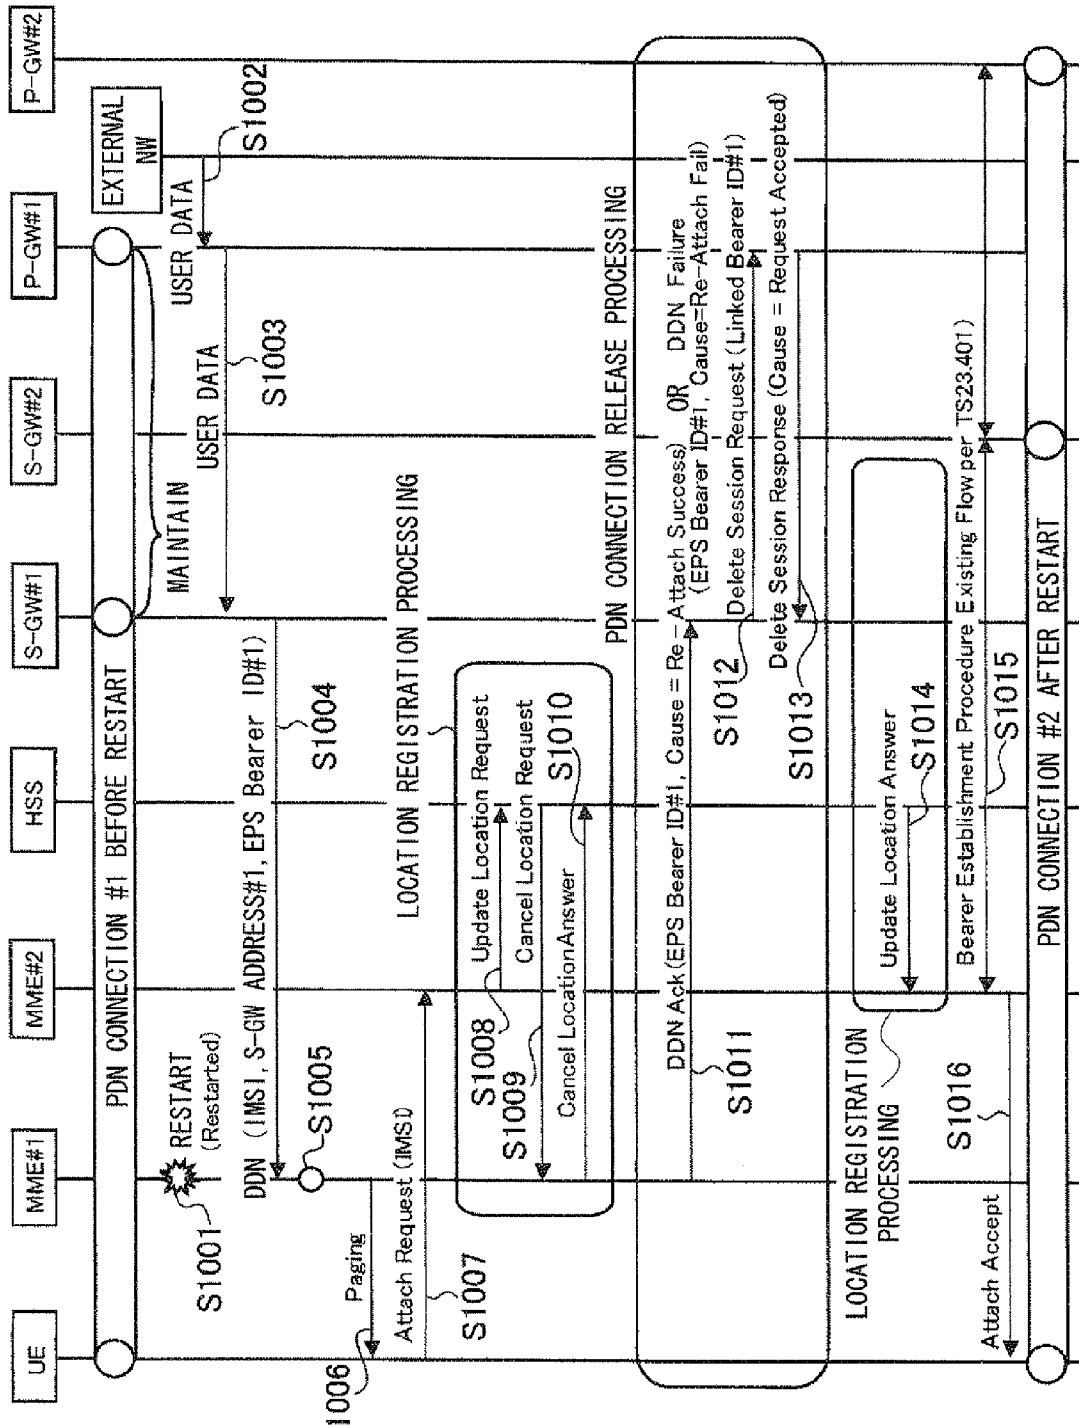 UE
MME#1
MME#2
HSS
S-GW#1
S-GW#2
P-GW#1
EXTERNAL
NW
P-GW#2
PDN CONNECTION #1 BEFORE RESTART
MAINTAIN
RESTART
(Restarted)
S1001
USER DATA
S1002
USER DATA
S1003
DDN (IMSI, S-GW ADDRESS#1, EPS Bearer ID#1)
S1004
S1005
Paging
1006
Attach Request (IMSI)
S1007
LOCATION REGISTRATION PROCESSING
Update Location Request
S1008
Cancel Location Request
S1009
Cancel Location Answer
S1010
PDN CONNECTION RELEASE PROCESSING
DDN Ack (EPS Bearer ID#1, Cause = Re-Attach Success) OR DDN Failure
(EPS Bearer ID#1, Cause=Re-Attach Fail)
S1011
Delete Session Request (Linked Bearer ID#1)
S1012
Delete Session Response (Cause = Request Accepted)
S1013
LOCATION REGISTRATION
PROCESSING
Update Location Answer
S1014
Bearer Establishment Procedure Existing Flow per TS23.401)
S1015
Attach Accept
S1016
PDN CONNECTION #2 AFTER RESTART